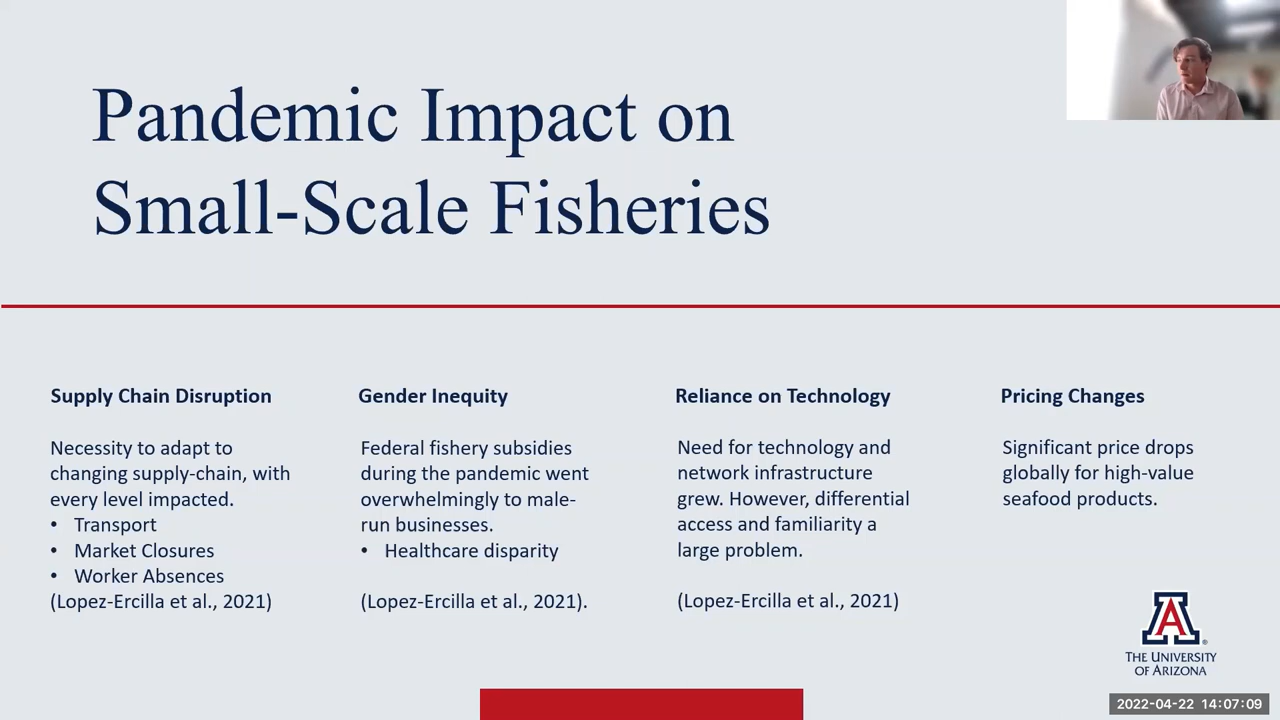 Pandemic Impact on
Small-Scale Fisheries
Supply Chain Disruption
Necessity to adapt to
changing supply-chain, with
every level impacted.
• Transport
• Market Closures
• Worker Absences
(Lopez-Ercilla et al., 2021)
Gender Inequity
Federal fishery subsidies
during the pandemic went
overwhelmingly to male-
run businesses.
• Healthcare disparity
(Lopez-Ercilla et al., 2021).
Reliance on Technology
Need for technology and
network infrastructure
grew. However, differential
access and familiarity a
large problem.
(Lopez-Ercilla et al., 2021)
Pricing Changes
Significant price drops
globally for high-value
seafood products.
A®
THE UNIVERSITY
OF ARIZONA
2022-04-22 14:07:09